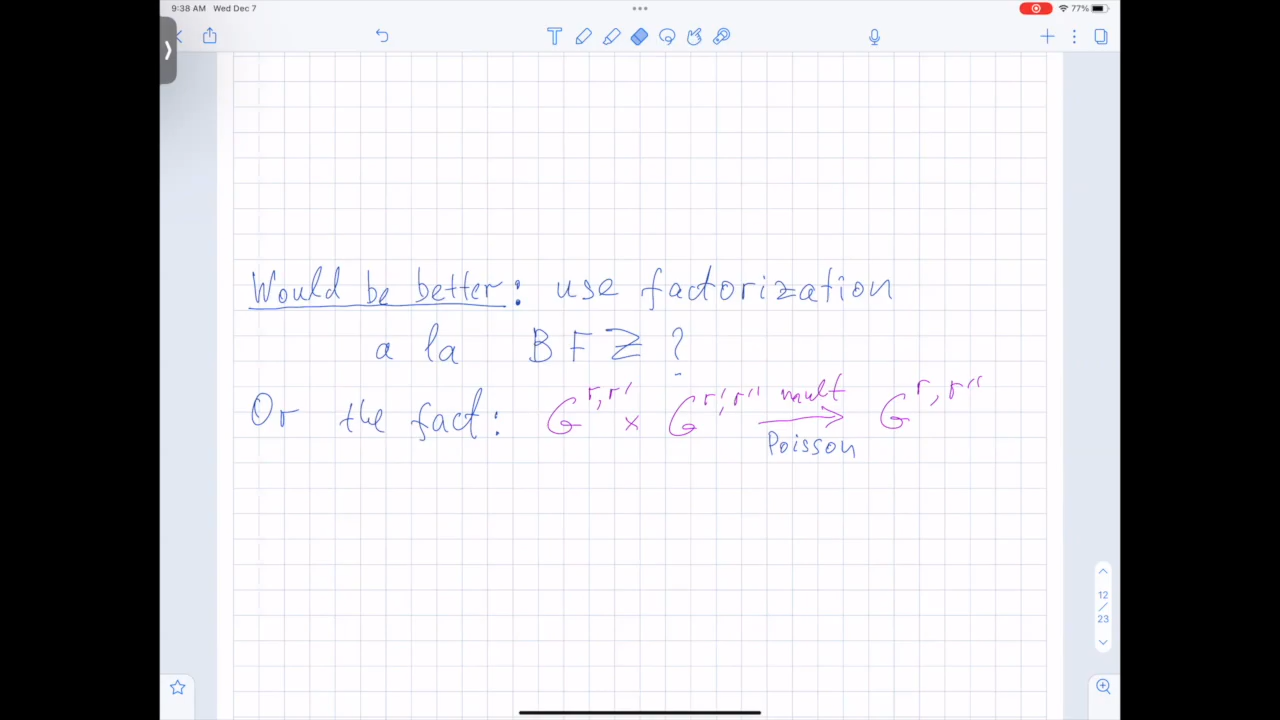 9:38 AM Wed Dec 7
77%
Would be better: use factorization
a la BFZ?
Or the fact: G^{r,r'} × G^{r',r''} mult → Poisson G^{r,r''}
12
/
23